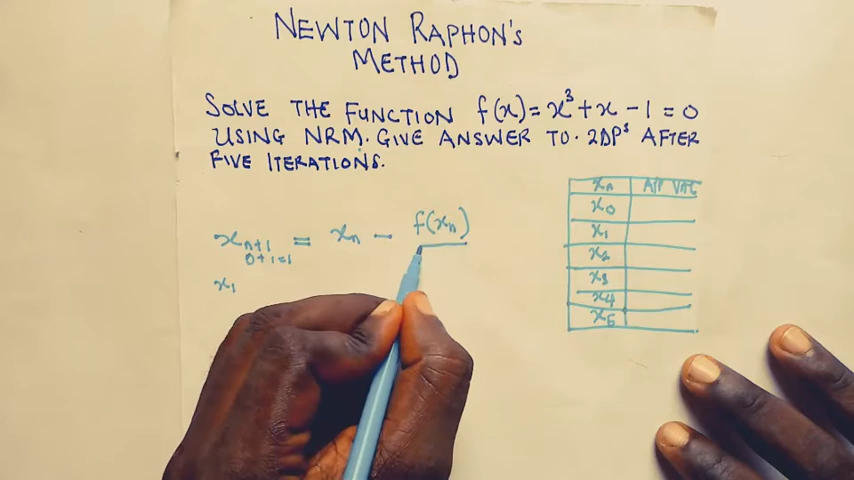 NEWTON RAPHON'S
METHOD
SOLVE THE FUNCTION f(x) = x³ + x - 1 = 0
USING NRM. GIVE ANSWER TO. 2DPˢ AFTER
FIVE ITERATIONS.
xₙ₊₁ = xₙ - f(xₙ)
0+1=1
x₁
xₙ
x₀
x₁
x₂
x₃
x₄
x₅